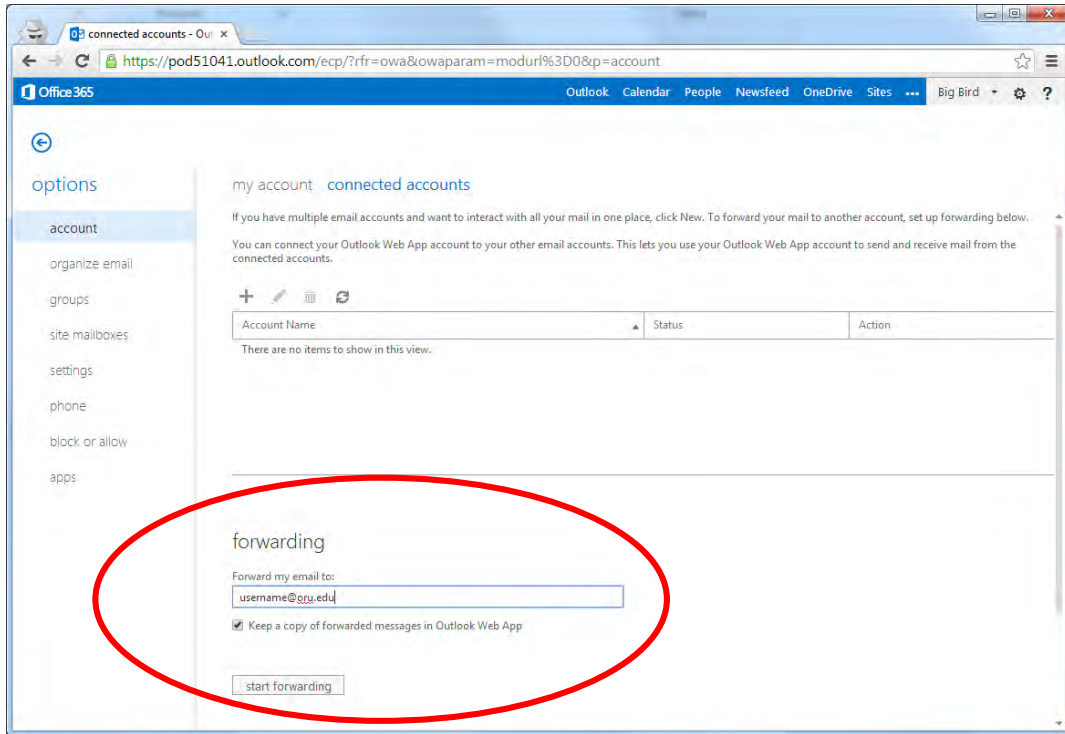 connected accounts - Out
https://pod51041.outlook.com/ecp/?rfr=owa&owaparam=modurl%3D0&p=account
Office 365 Outlook Calendar People Newsfeed OneDrive Sites ... Big Bird ?
options
account
organize email
groups
site mailboxes
settings
phone
block or allow
apps
my account connected accounts
If you have multiple email accounts and want to interact with all your mail in one place, click New. To forward your mail to another account, set up forwarding below.
You can connect your Outlook Web App account to your other email accounts. This lets you use your Outlook Web App account to send and receive mail from the
connected accounts.
Account Name Status Action
There are no items to show in this view.
forwarding
Forward my email to:
username@oru.edu
Keep a copy of forwarded messages in Outlook Web App
start forwarding